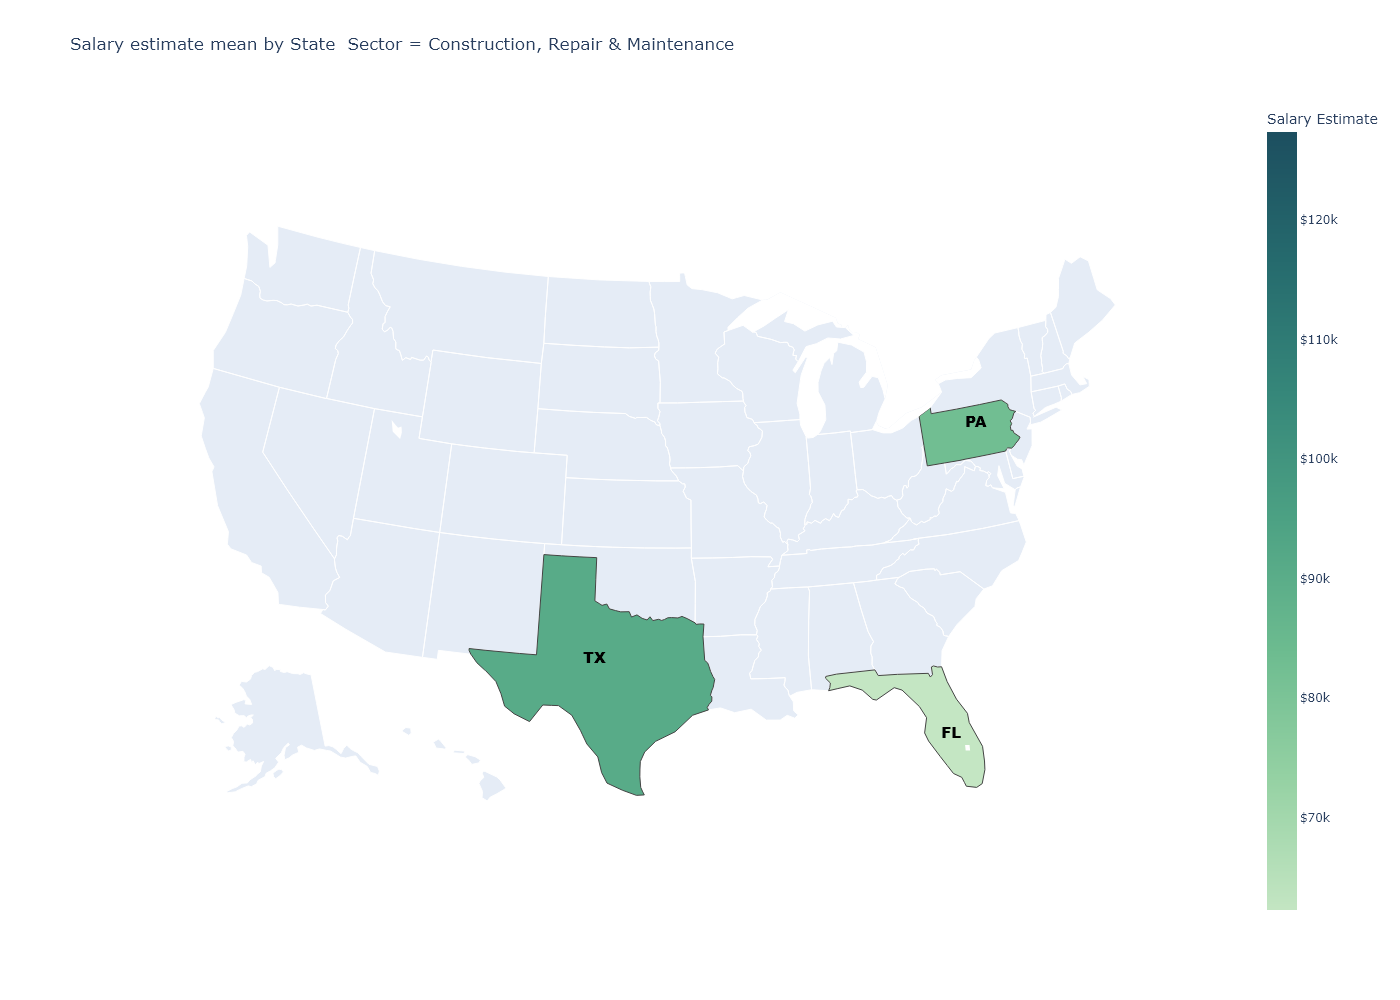 Salary estimate mean by State  Sector = Construction, Repair & Maintenance
Salary Estimate
$120k
$110k
$100k
$90k
$80k
$70k
PA
TX
FL